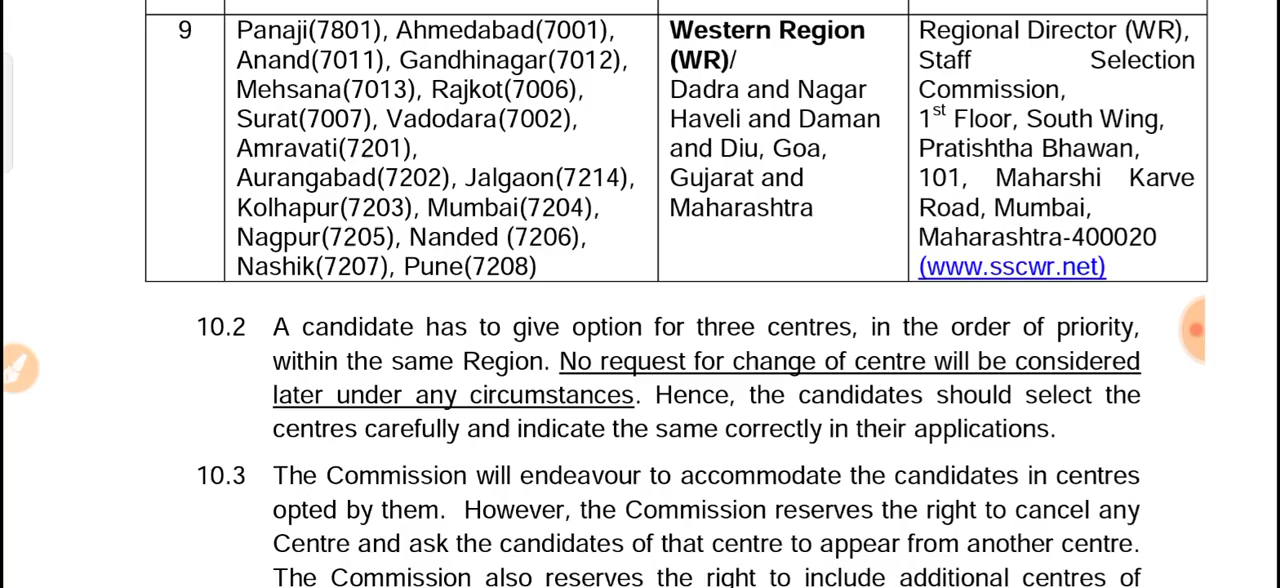 9
Panaji(7801), Ahmedabad(7001),
Anand(7011), Gandhinagar(7012),
Mehsana(7013), Rajkot(7006),
Surat(7007), Vadodara(7002),
Amravati(7201),
Aurangabad(7202), Jalgaon(7214),
Kolhapur(7203), Mumbai(7204),
Nagpur(7205), Nanded (7206),
Nashik(7207), Pune(7208)
Western Region
(WR)/
Dadra and Nagar
Haveli and Daman
and Diu, Goa,
Gujarat and
Maharashtra
Regional Director (WR),
Staff Selection
Commission,
1st Floor, South Wing,
Pratishtha Bhawan,
101, Maharshi Karve
Road, Mumbai,
Maharashtra-400020
(www.sscwr.net)
10.2 A candidate has to give option for three centres, in the order of priority,
within the same Region. No request for change of centre will be considered
later under any circumstances. Hence, the candidates should select the
centres carefully and indicate the same correctly in their applications.
10.3 The Commission will endeavour to accommodate the candidates in centres
opted by them. However, the Commission reserves the right to cancel any
Centre and ask the candidates of that centre to appear from another centre.
The Commission also reserves the right to include additional centres of